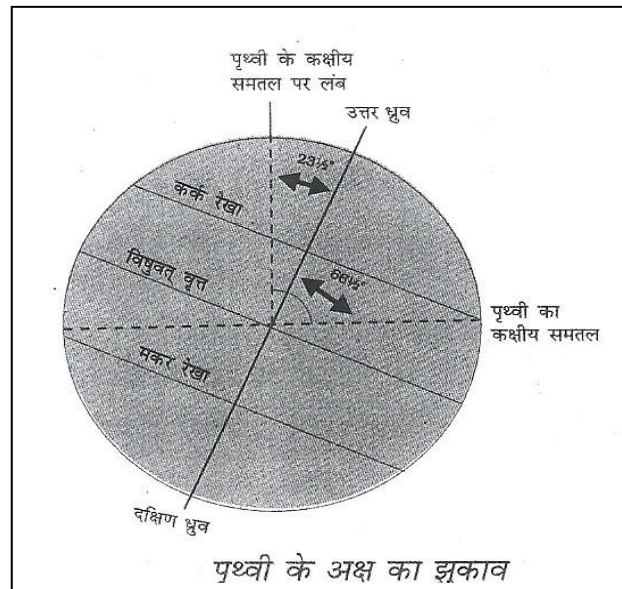 पृथ्वी के कक्षीय
समतल पर लंब
उत्तर ध्रुव
23½°
कर्क रेखा
66½°
विषुवत् वृत्त
पृथ्वी का
कक्षीय समतल
मकर रेखा
दक्षिण ध्रुव
पृथ्वी के अक्ष का झुकाव